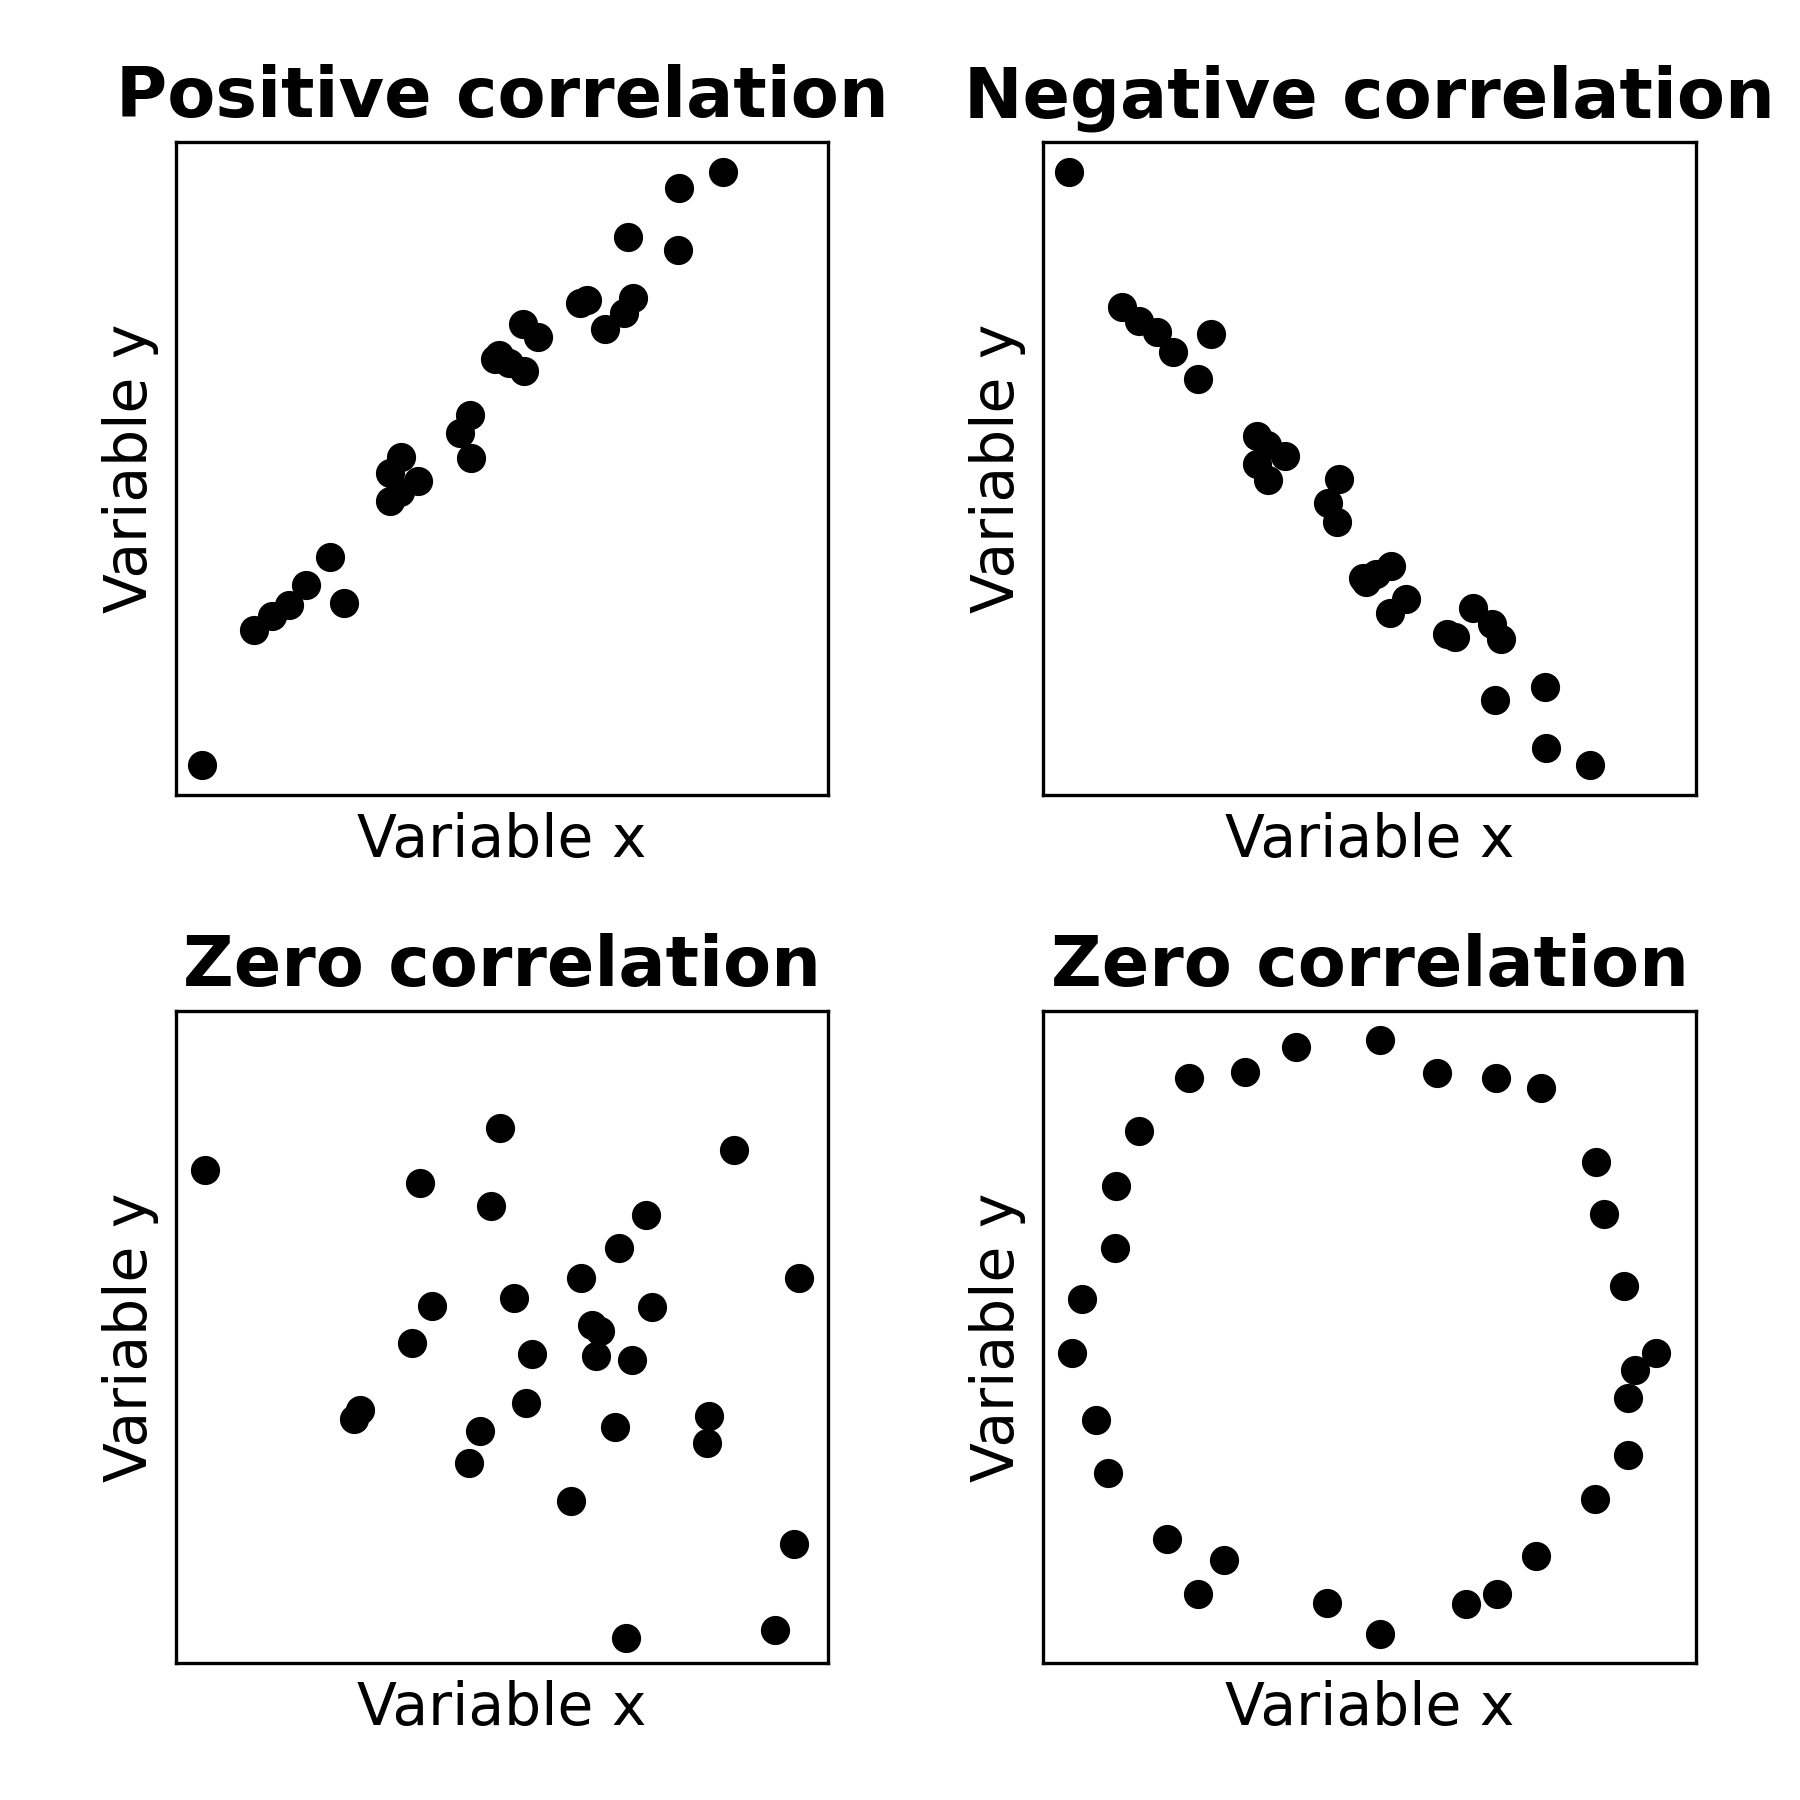 Positive correlation
Variable y
Variable x
Negative correlation
Variable y
Variable x
Zero correlation
Variable y
Variable x
Zero correlation
Variable y
Variable x